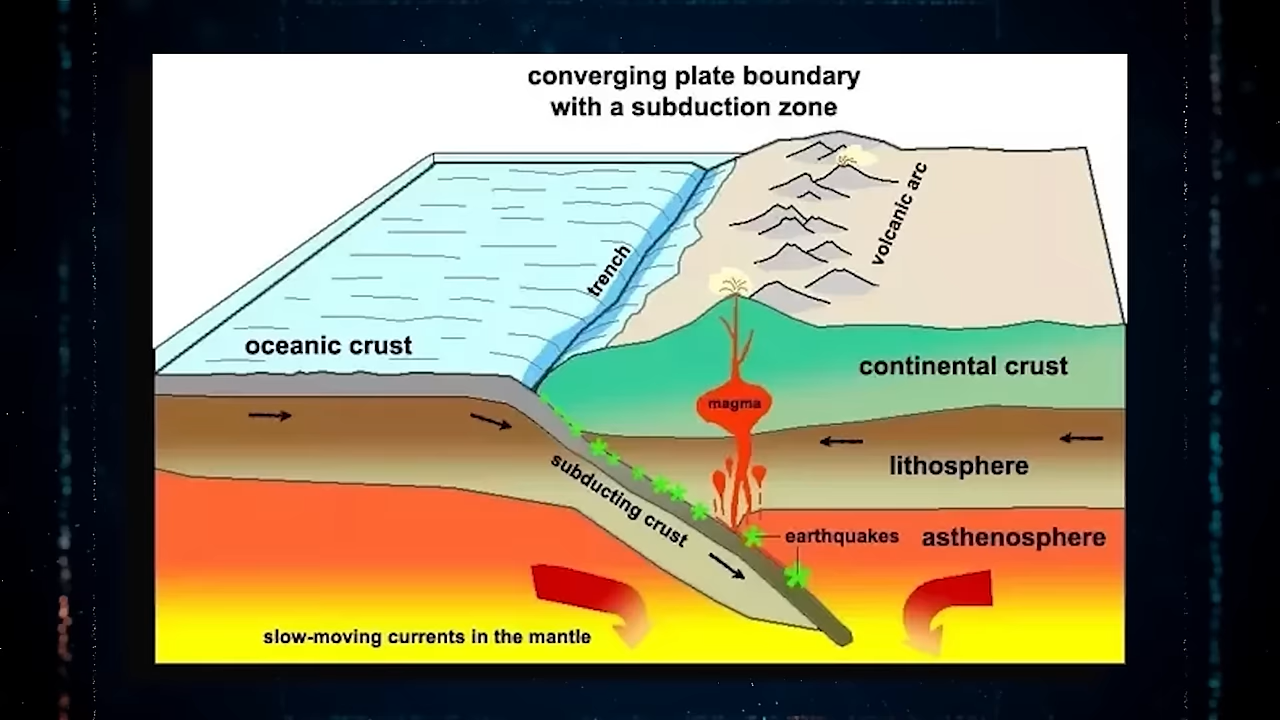 converging plate boundary
with a subduction zone
volcanic arc
trench
oceanic crust
continental crust
magma
lithosphere
subducting crust
earthquakes
asthenosphere
slow-moving currents in the mantle